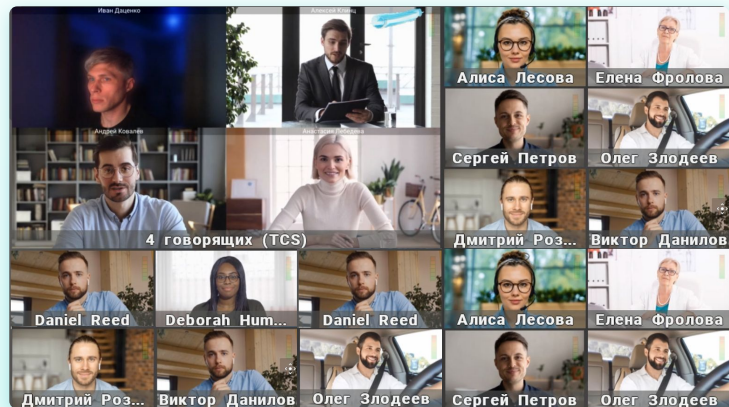 Иван Даценко
Алексей Клинц
Алиса Лесова
Елена Фролова
Андрей Ковалёв
Анастасия Лебедева
Сергей Петров
Олег Злодеев
4 говорящих (TCS)
Дмитрий Роз...
Виктор Данилов
Daniel Reed
Deborah Hum...
Daniel Reed
Алиса Лесова
Елена Фролова
Дмитрий Роз...
Виктор Данилов
Олег Злодеев
Сергей Петров
Олег Злодеев